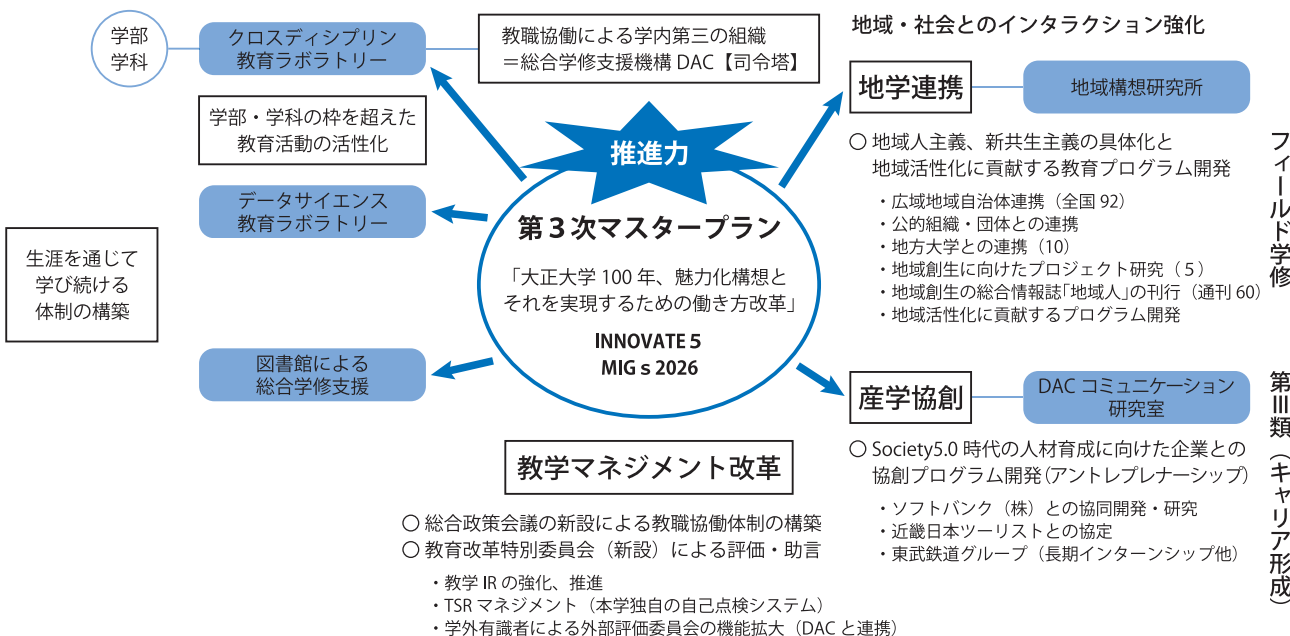 学部
学科
クロスディシプリン
教育ラボラトリー
教職協働による学内第三の組織
＝総合学修支援機構 DAC【司令塔】
学部・学科の枠を超えた
教育活動の活性化
データサイエンス
教育ラボラトリー
生涯を通じて
学び続ける
体制の構築
図書館による
総合学修支援
推進力
第３次マスタープラン
「大正大学 100 年、魅力化構想と
それを実現するための働き方改革」
INNOVATE 5
MIG s 2026
教学マネジメント改革
〇 総合政策会議の新設による教職協働体制の構築
〇 教育改革特別委員会（新設）による評価・助言
・教学 IR の強化、推進
・TSR マネジメント（本学独自の自己点検システム）
・学外有識者による外部評価委員会の機能拡大（DAC と連携）
地域・社会とのインタラクション強化
地学連携
地域構想研究所
〇 地域人主義、新共生主義の具体化と
地域活性化に貢献する教育プログラム開発
・広域地域自治体連携（全国 92）
・公的組織・団体との連携
・地方大学との連携（10）
・地域創生に向けたプロジェクト研究（５）
・地域創生の総合情報誌「地域人」の刊行（通刊 60）
・地域活性化に貢献するプログラム開発
フィールド学修
産学協創
DAC コミュニケーション
研究室
〇 Society5.0 時代の人材育成に向けた企業との
協創プログラム開発（アントレプレナーシップ）
・ソフトバンク（株）との協同開発・研究
・近畿日本ツーリストとの協定
・東武鉄道グループ（長期インターンシップ他）
第Ⅲ類（キャリア形成）